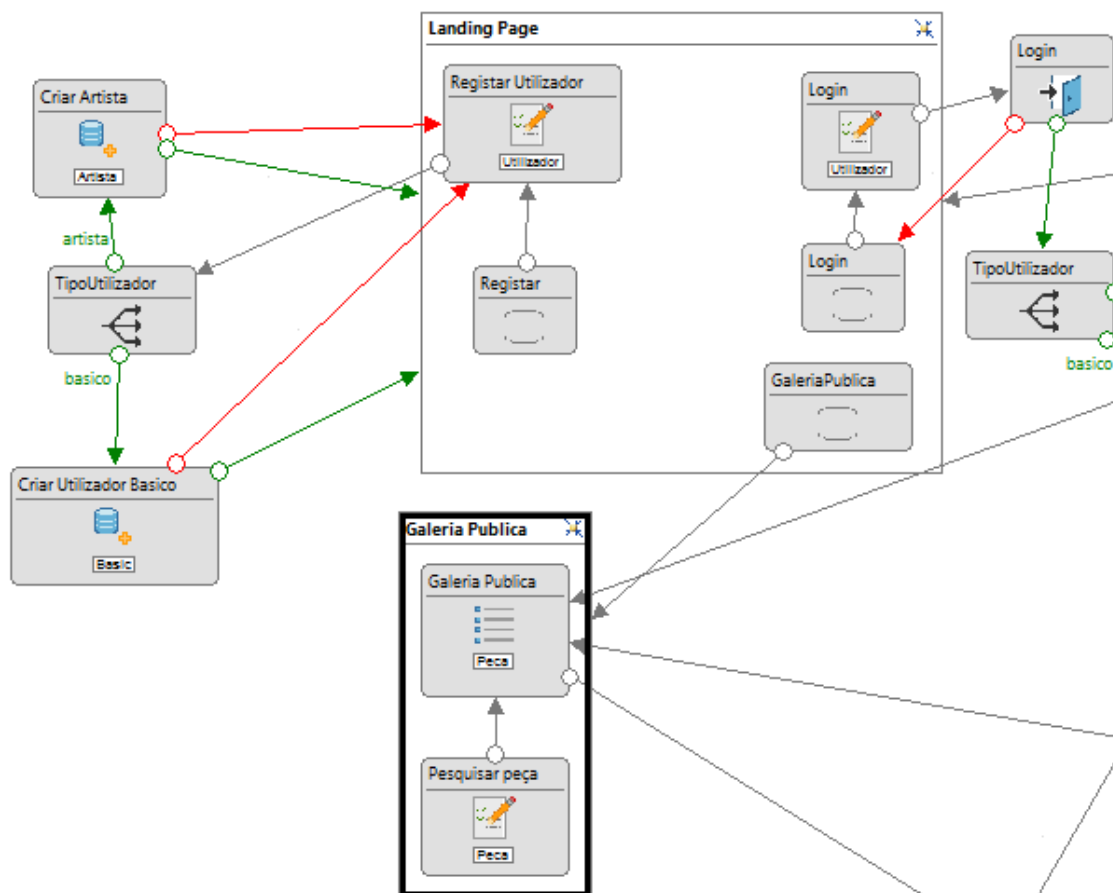 Landing Page
Criar Artista
Artista
artista
TipoUtilizador
basico
Criar Utilizador Basico
Basic
Registar Utilizador
Utilizador
Registar
Login
Utilizador
Login
GaleriaPublica
Login
TipoUtilizador
basico
Galeria Publica
Galeria Publica
Peca
Pesquisar peça
Peca